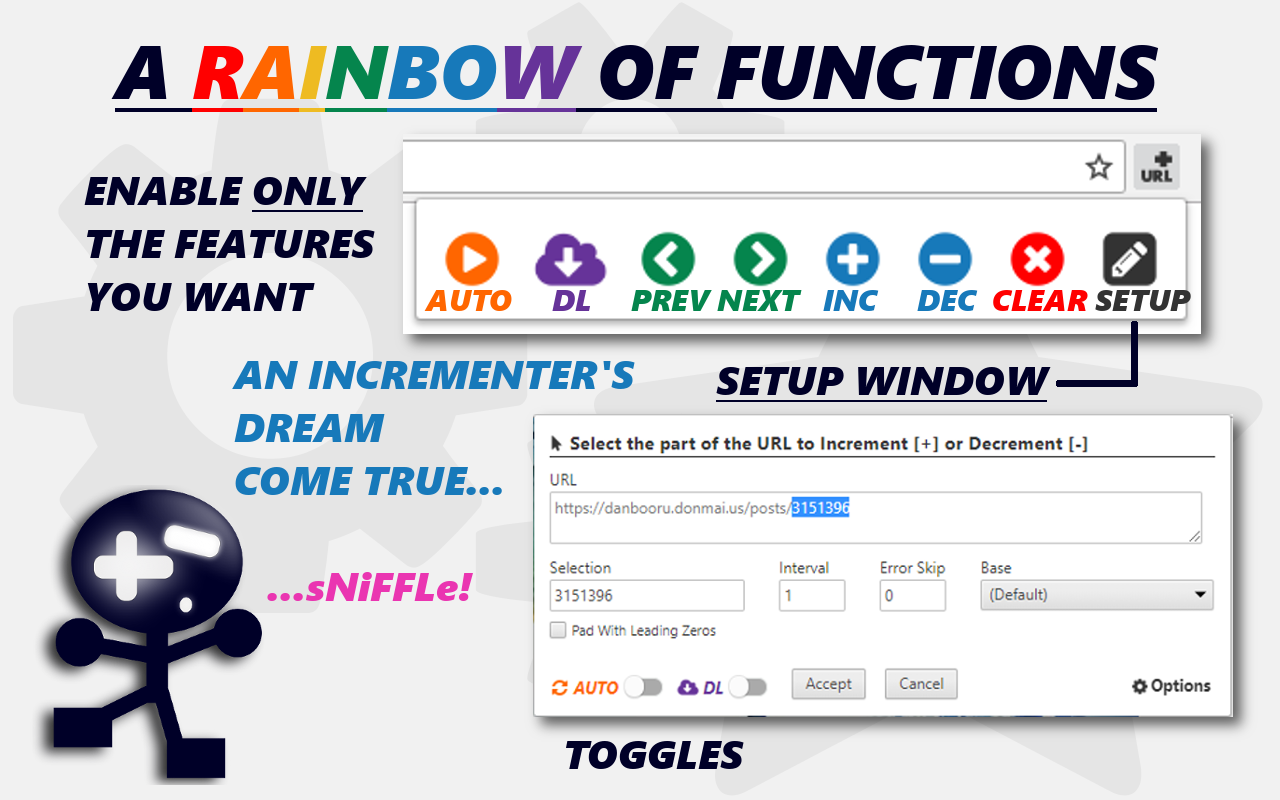 A RAINBOW OF FUNCTIONS
ENABLE ONLY
THE FEATURES
YOU WANT
URL
AUTO DL PREV NEXT INC DEC CLEAR SETUP
AN INCREMENTER'S
DREAM
COME TRUE...
SETUP WINDOW
Select the part of the URL to Increment [+] or Decrement [-]
URL
https://danbooru.donmai.us/posts/3151396
Selection Interval Error Skip Base
3151396 1 0 (Default)
Pad With Leading Zeros
AUTO DL Accept Cancel Options
...sNiFFLe!
TOGGLES